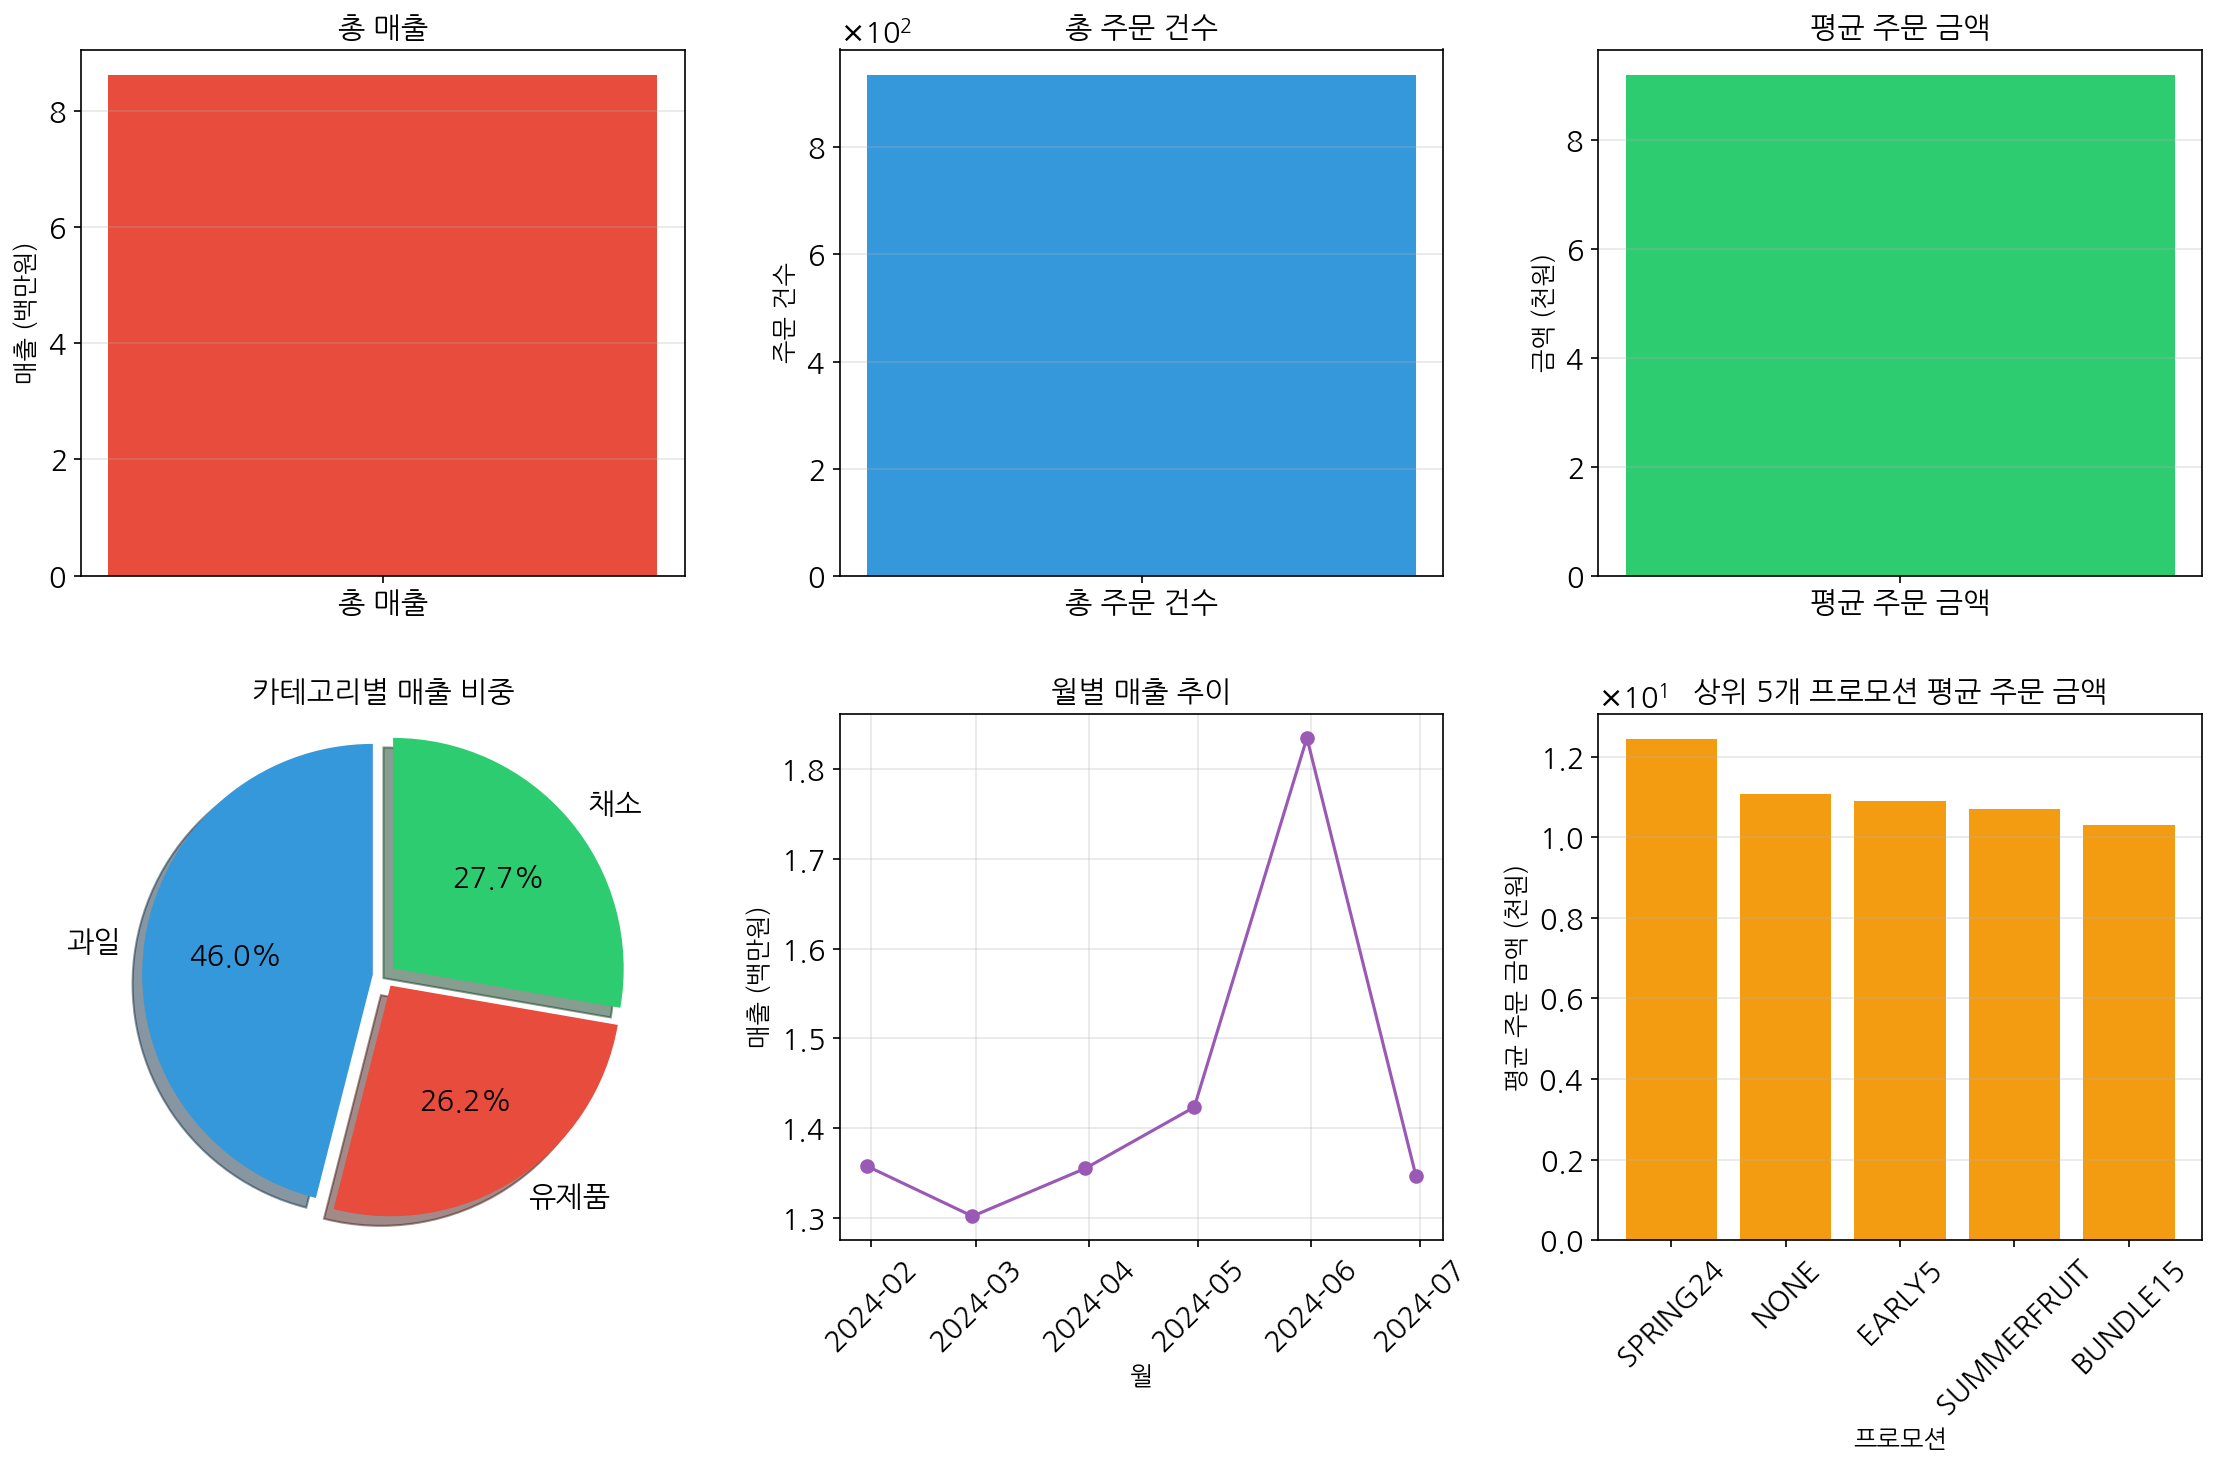 총 매출
매출 (백만원)
8
6
4
2
0
총 매출
총 주문 건수
×10²
주문 건수
8
6
4
2
0
총 주문 건수
평균 주문 금액
금액 (천원)
8
6
4
2
0
평균 주문 금액
카테고리별 매출 비중
채소
27.7%
과일
46.0%
26.2%
유제품
월별 매출 추이
매출 (백만원)
1.8
1.7
1.6
1.5
1.4
1.3
2024-02
2024-03
2024-04
2024-05
2024-06
2024-07
월
상위 5개 프로모션 평균 주문 금액
×10¹
평균 주문 금액 (천원)
1.2
1.0
0.8
0.6
0.4
0.2
0.0
SPRING24
NONE
EARLY5
SUMMERFRUIT
BUNDLE15
프로모션